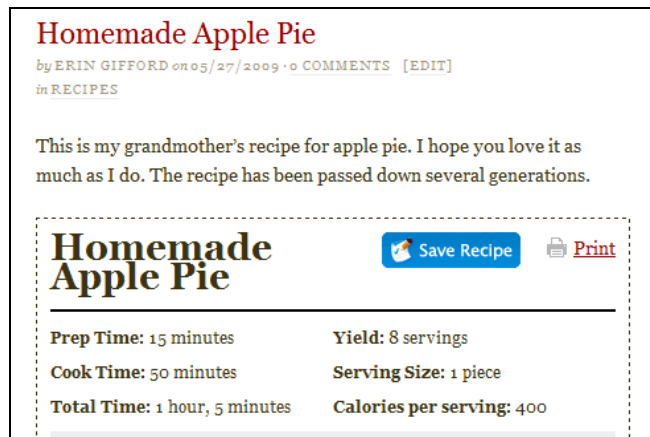 Homemade Apple Pie
by ERIN GIFFORD on 05/27/2009 · 0 COMMENTS [EDIT]
in RECIPES
This is my grandmother's recipe for apple pie. I hope you love it as
much as I do. The recipe has been passed down several generations.
Homemade
Apple Pie
Save Recipe
Print
Prep Time: 15 minutes
Yield: 8 servings
Cook Time: 50 minutes
Serving Size: 1 piece
Total Time: 1 hour, 5 minutes
Calories per serving: 400